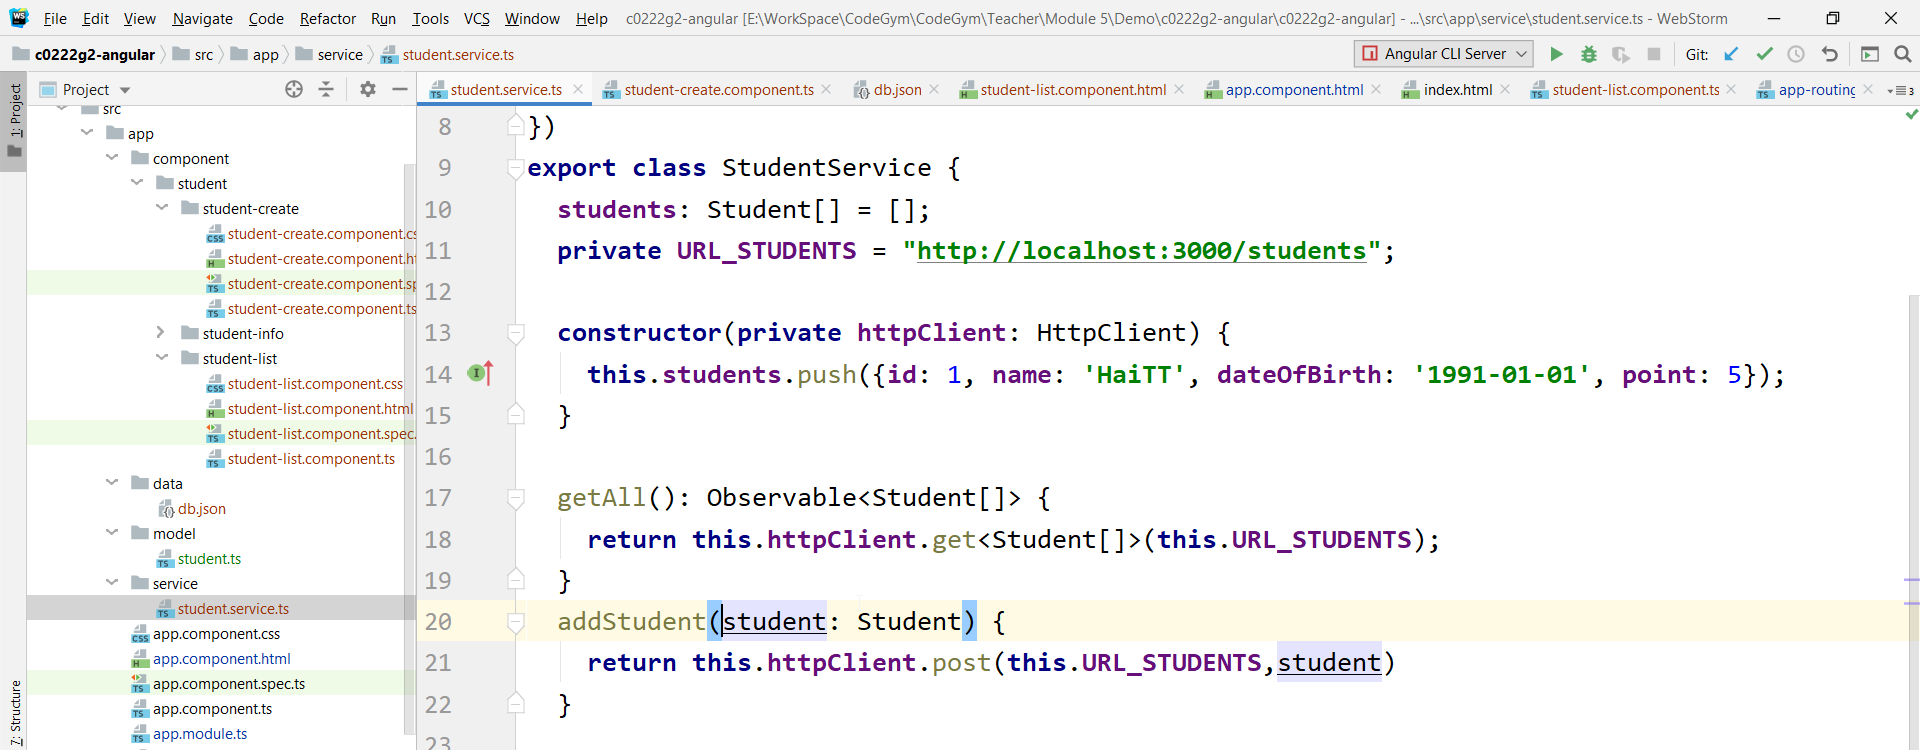 File Edit View Navigate Code Refactor Run Tools VCS Window Help c0222g2-angular [E:\WorkSpace\CodeGym\CodeGym\Teacher\Module 5\Demo\c0222g2-angular\c0222g2-angular] - ...\src\app\service\student.service.ts - WebStorm
c0222g2-angular src app service student.service.ts Angular CLI Server Git:
Project
student.service.ts student-create.component.ts db.json student-list.component.html app.component.html index.html student-list.component.ts app-routing 3
1: Project
src
app
component
student
student-create
student-create.component.cs
student-create.component.ht
student-create.component.sp
student-create.component.ts
student-info
student-list
student-list.component.css
student-list.component.html
student-list.component.spec.
student-list.component.ts
data
db.json
model
student.ts
service
student.service.ts
app.component.css
app.component.html
app.component.spec.ts
app.component.ts
app.module.ts
7: Structure
8 })
9 export class StudentService {
10 students: Student[] = [];
11 private URL_STUDENTS = "http://localhost:3000/students";
12
13 constructor(private httpClient: HttpClient) {
14 this.students.push({id: 1, name: 'HaiTT', dateOfBirth: '1991-01-01', point: 5});
15 }
16
17 getAll(): Observable<Student[]> {
18 return this.httpClient.get<Student[]>(this.URL_STUDENTS);
19 }
20 addStudent(student: Student) {
21 return this.httpClient.post(this.URL_STUDENTS,student)
22 }
23